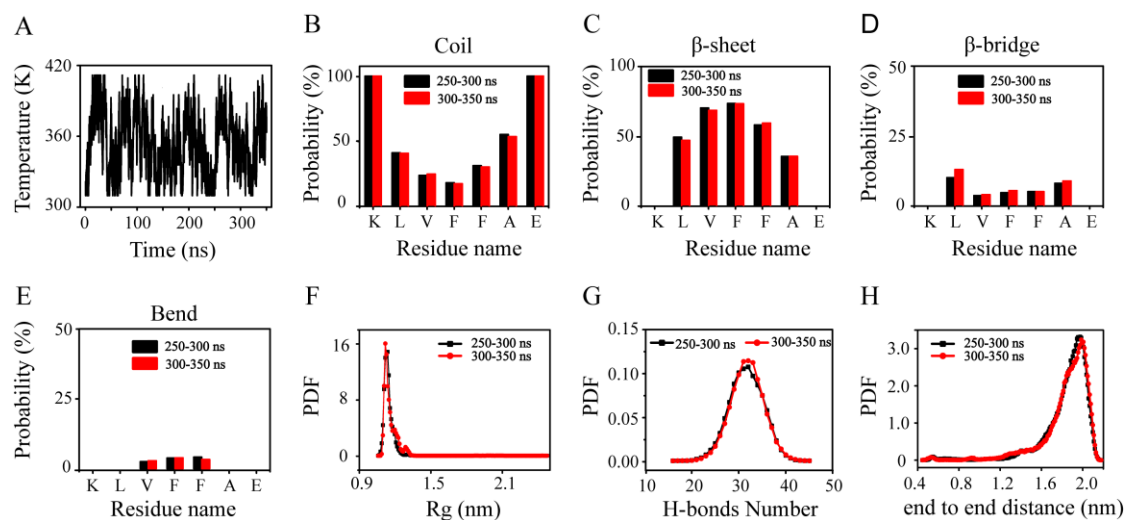 A
Temperature (K)
420
360
300
0
100
200
300
Time (ns)
B
Coil
Probability (%)
100
50
0
250-300 ns
300-350 ns
K L V F F A E
Residue name
C
β-sheet
Probability (%)
100
50
0
250-300 ns
300-350 ns
K L V F F A E
Residue name
D
β-bridge
Probability (%)
50
25
0
250-300 ns
300-350 ns
K L V F F A E
Residue name
E
Bend
Probability (%)
50
25
0
250-300 ns
300-350 ns
K L V F F A E
Residue name
F
PDF
16
8
0
250-300 ns
300-350 ns
0.9 1.5 2.1
Rg (nm)
G
PDF
0.15
0.10
0.05
0.00
250-300 ns 300-350 ns
10 20 30 40 50
H-bonds Number
H
PDF
3.0
2.0
1.0
0
250-300 ns
300-350 ns
0.4 0.8 1.2 1.6 2.0
end to end distance (nm)